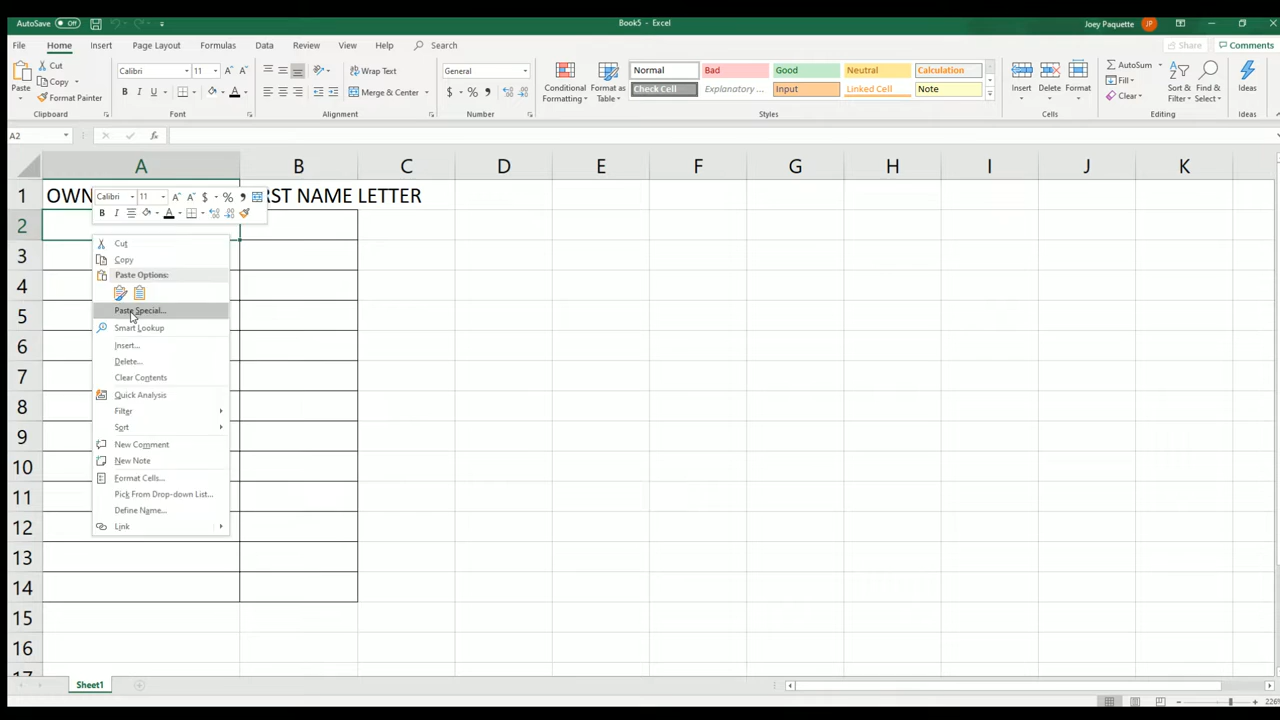 AutoSave Off
Book5 - Excel
Joey Paquette JP
File Home Insert Page Layout Formulas Data Review View Help Search
Share Comments
Paste
Cut
Copy
Format Painter
Clipboard
Calibri 11
B I U
Font
Wrap Text
Merge & Center
Alignment
General
$ % ,
Number
Conditional Formatting
Format as Table
Normal Bad Good Neutral Calculation
Check Cell Explanatory ... Input Linked Cell Note
Styles
Insert Delete Format
Cells
AutoSum
Fill
Clear
Sort & Filter
Find & Select
Editing
Ideas
Ideas
A2 fx
A B C D E F G H I J K
1 OWN RST NAME LETTER
Calibri 11 $ % ,
B I A
2
3
4
5
6
7
8
9
10
11
12
13
14
15
16
17
Cut
Copy
Paste Options:
Paste Special...
Smart Lookup
Insert...
Delete...
Clear Contents
Quick Analysis
Filter
Sort
New Comment
New Note
Format Cells...
Pick From Drop-down List...
Define Name...
Link
Sheet1